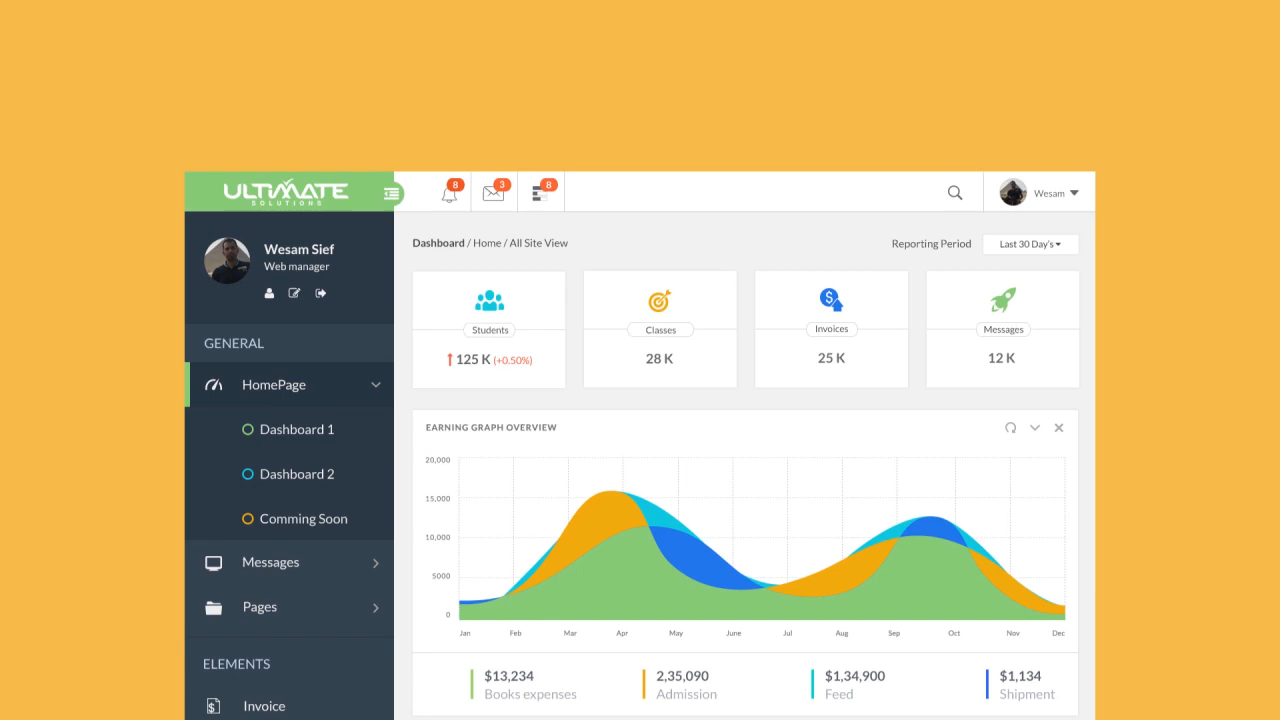 ULTIMATE
SOLUTIONS
8
3
8
Wesam
Wesam Sief
Web manager
GENERAL
HomePage
Dashboard 1
Dashboard 2
Comming Soon
Messages
Pages
ELEMENTS
Invoice
Dashboard / Home / All Site View
Reporting Period
Last 30 Day's
Students
125 K (+0.50%)
Classes
28 K
Invoices
25 K
Messages
12 K
EARNING GRAPH OVERVIEW
20,000
15,000
10,000
5000
0
Jan Feb Mar Apr May June Jul Aug Sep Oct Nov Dec
$13,234
Books expenses
2,35,090
Admission
$1,34,900
Feed
$1,134
Shipment